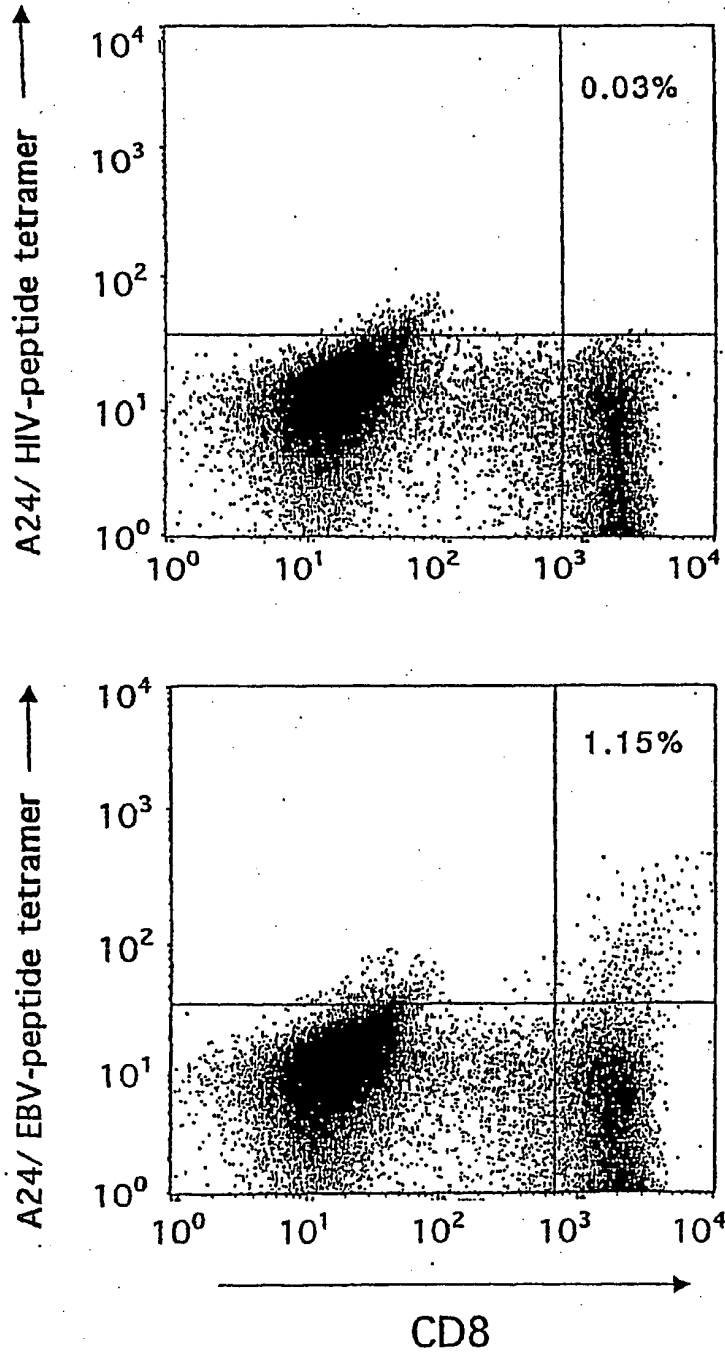 A24/ HIV-peptide tetramer
10⁴
0.03%
10³
10²
10¹
10⁰
10⁰ 10¹ 10² 10³ 10⁴
A24/ EBV-peptide tetramer
10⁴
1.15%
10³
10²
10¹
10⁰
10⁰ 10¹ 10² 10³ 10⁴
CD8